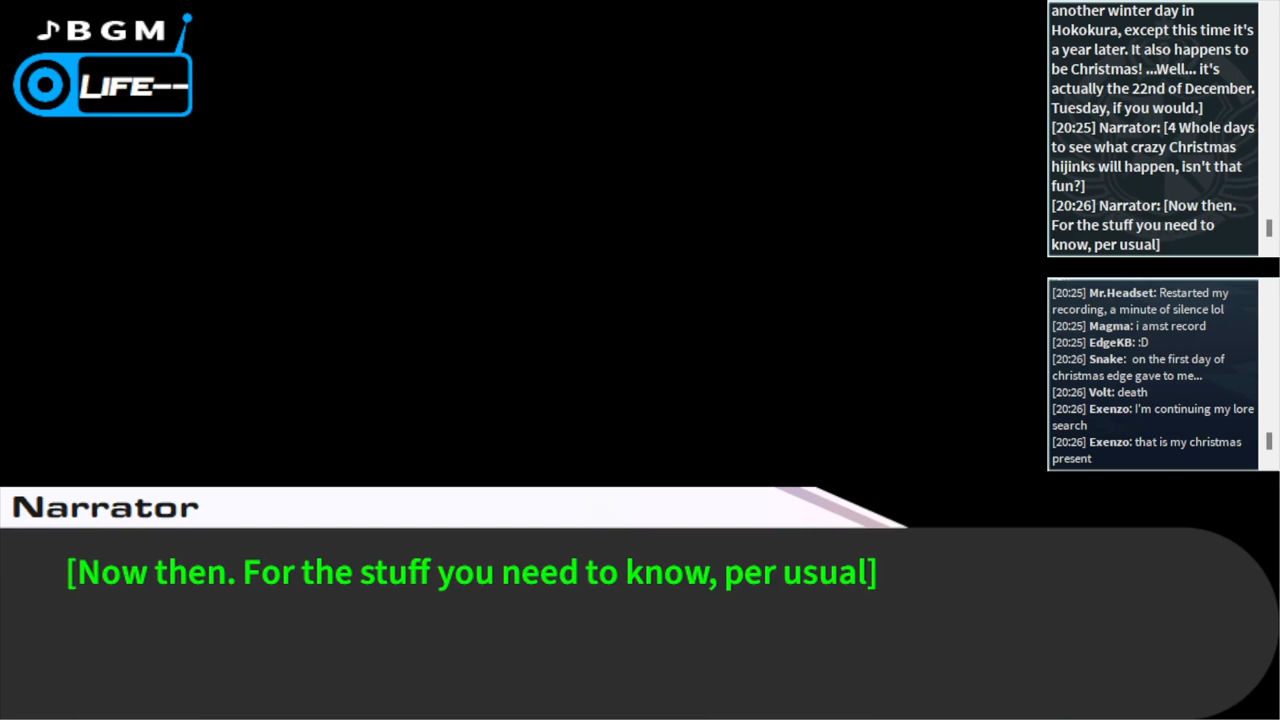 ♪BGM
LIFE--
another winter day in
Hokokura, except this time it's
a year later. It also happens to
be Christmas! ...Well... it's
actually the 22nd of December.
Tuesday, if you would.]
[20:25] Narrator: [4 Whole days
to see what crazy Christmas
hijinks will happen, isn't that
fun?]
[20:26] Narrator: [Now then.
For the stuff you need to
know, per usual]
[20:25] Mr.Headset: Restarted my
recording, a minute of silence lol
[20:25] Magma: i amst record
[20:25] EdgeKB: :D
[20:26] Snake: on the first day of
christmas edge gave to me...
[20:26] Volt: death
[20:26] Exenzo: I'm continuing my lore
search
[20:26] Exenzo: that is my christmas
present
Narrator
[Now then. For the stuff you need to know, per usual]